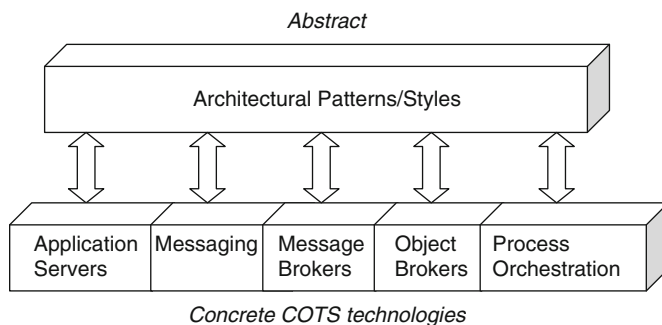 Abstract
Architectural Patterns/Styles
Application
Servers
Messaging
Message
Brokers
Object
Brokers
Process
Orchestration
Concrete COTS technologies